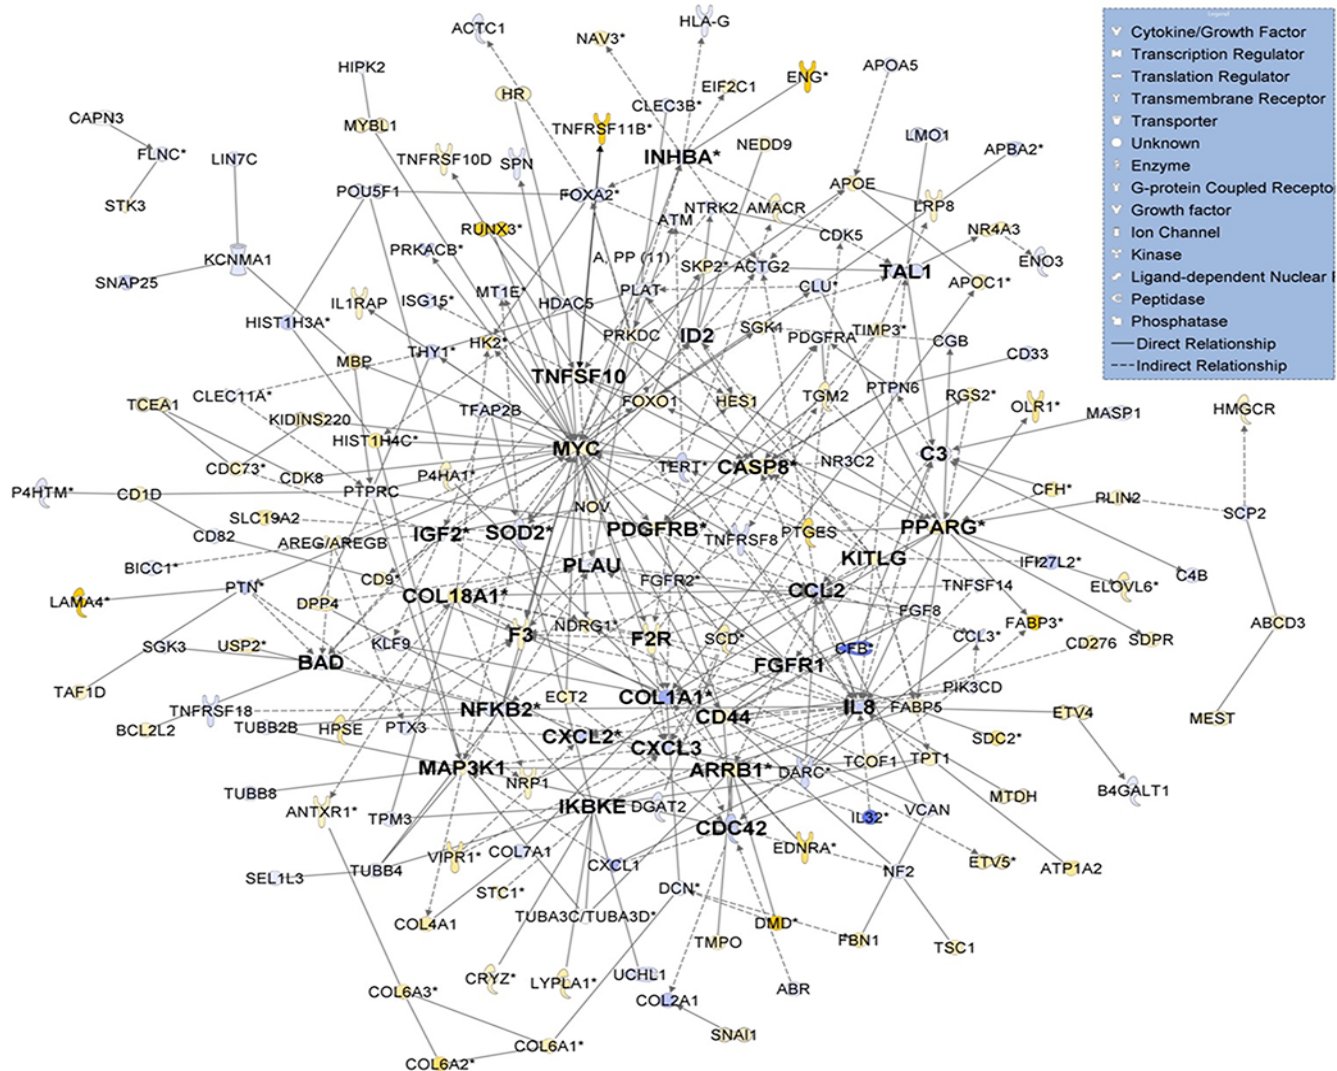 Legend
Cytokine/Growth Factor
Transcription Regulator
Translation Regulator
Transmembrane Receptor
Transporter
Unknown
Enzyme
G-protein Coupled Recepto
Growth factor
Ion Channel
Kinase
Ligand-dependent Nuclear
Peptidase
Phosphatase
Direct Relationship
Indirect Relationship
ACTC1
NAV3*
HLA-G
HIPK2
HR
EIF2C1
ENG*
APOA5
CLEC3B*
CAPN3
MYBL1
TNFRSF11B*
LMO1
FLNC*
LIN7C
TNFRSF10D
SPN
INHBA*
NEDD9
APBA2*
STK3
POU5F1
FOXA2*
APOE
NTRK2
AMACR
LRP8
RUNX3*
ATM
CDK5
NR4A3
PRKACB*
KCNMA1
A, PP (11)
SKP2*
ACTG2
TAL1
ENO3
SNAP25
MT1E*
HDAC5
PLAT
CLU*
APOC1*
IL1RAP
ISG15*
HIST1H3A*
HK2*
PRKDC
ID2
SGK1
PDGFRA
TIMP3*
CGB
MBP
THY1*
CD33
TNFSF10
CLEC11A*
PTPN6
TCEA1
TFAP2B
FOXO1
HES1
TGM2
RGS2*
OLR1*
MASP1
HMGCR
KIDINS220
HIST1H4C*
MYC
CDC73*
CDK8
P4HA1*
TERT*
CASP8*
NR3C2
C3
P4HTM*
CD1D
PTPRC
CFH*
PLIN2
NOV
SLC19A2
SCP2
CD82
AREG/AREGB
IGF2*
SOD2*
PDGFRB*
TNFRSF8
PTGES
PPARG*
BICC1*
PLAU
KITLG
IFI27L2*
C4B
LAMA4*
PTN*
CD9*
FGFR2*
TNFSF14
ELOVL6*
DPP4
COL18A1*
CCL2
FGF8
FABP3*
ABCD3
SGK3
USP2*
KLF9
F3
NDRG1*
F2R
SCD*
CFB*
CCL3*
CD276
SDPR
BAD
FGFR1
TAF1D
PIK3CD
TNFRSF18
NFKB2*
ECT2
COL1A1*
IL8
FABP5
ETV4
MEST
BCL2L2
TUBB2B
HPSE
PTX3
CD44
CXCL2*
CXCL3
SDC2*
MAP3K1
ARRB1*
DARC*
TCOF1
TPT1
NRP1
TUBB8
MTDH
B4GALT1
ANTXR1*
TPM3
IKBKE
DGAT2
CDC42
IL32*
VCAN
VIPR1*
COL7A1
EDNRA*
SEL1L3
TUBB4
CXCL1
NF2
ETV5*
ATP1A2
STC1*
DCN*
COL4A1
TUBA3C/TUBA3D*
DMD*
TMPO
FBN1
TSC1
CRYZ*
LYPLA1*
UCHL1
COL6A3*
COL2A1
ABR
SNAI1
COL6A1*
COL6A2*